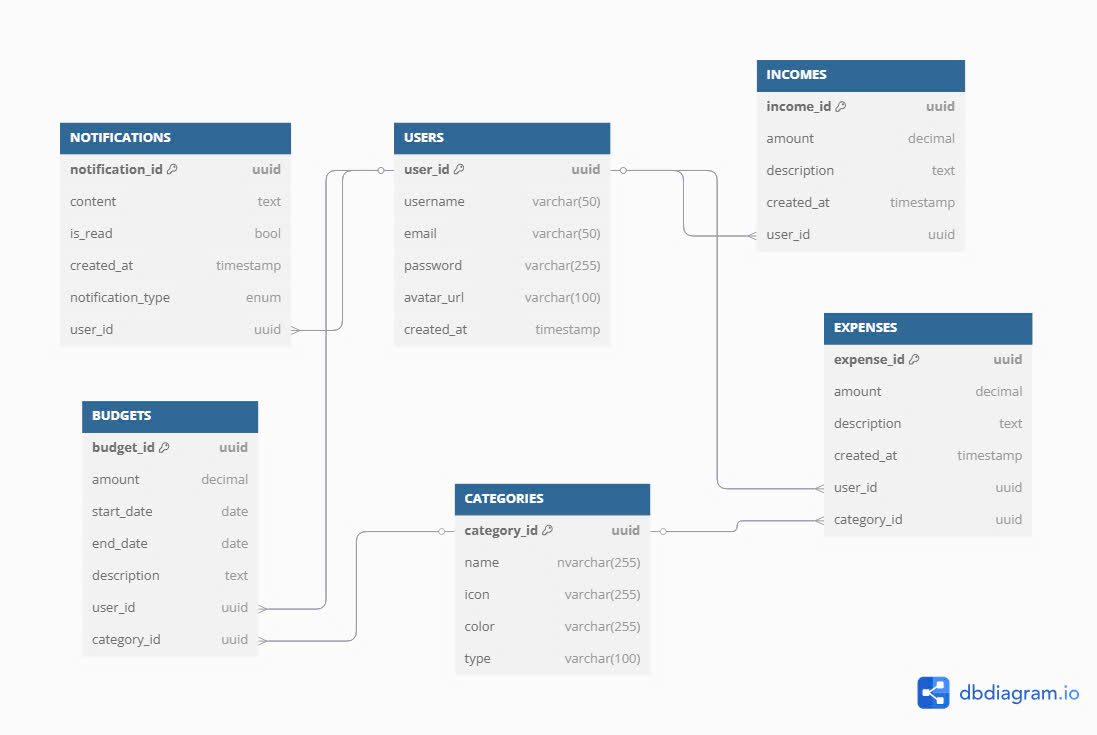 NOTIFICATIONS
notification_id uuid
content text
is_read bool
created_at timestamp
notification_type enum
user_id uuid
USERS
user_id uuid
username varchar(50)
email varchar(50)
password varchar(255)
avatar_url varchar(100)
created_at timestamp
INCOMES
income_id uuid
amount decimal
description text
created_at timestamp
user_id uuid
BUDGETS
budget_id uuid
amount decimal
start_date date
end_date date
description text
user_id uuid
category_id uuid
CATEGORIES
category_id uuid
name nvarchar(255)
icon varchar(255)
color varchar(255)
type varchar(100)
EXPENSES
expense_id uuid
amount decimal
description text
created_at timestamp
user_id uuid
category_id uuid
dbdiagram.io